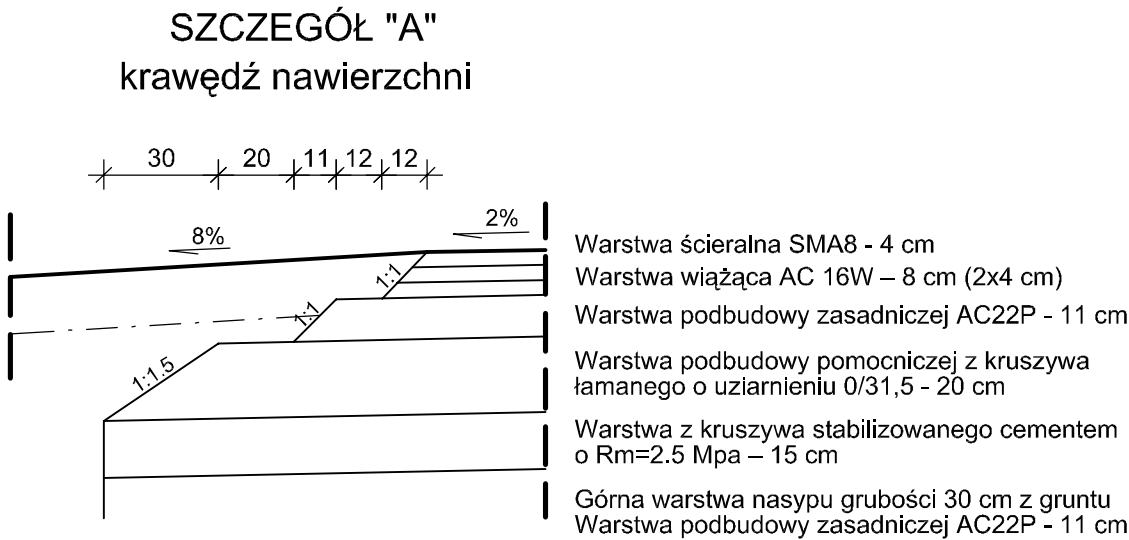 SZCZEGÓŁ "A"
krawędź nawierzchni
30 20 11 12 12
8%
2%
1:1
1:1
1:1.5
Warstwa ścieralna SMA8 - 4 cm
Warstwa wiążąca AC 16W – 8 cm (2x4 cm)
Warstwa podbudowy zasadniczej AC22P - 11 cm
Warstwa podbudowy pomocniczej z kruszywa
łamanego o uziarnieniu 0/31,5 - 20 cm
Warstwa z kruszywa stabilizowanego cementem
o Rm=2.5 Mpa – 15 cm
Górna warstwa nasypu grubości 30 cm z gruntu
Warstwa podbudowy zasadniczej AC22P - 11 cm